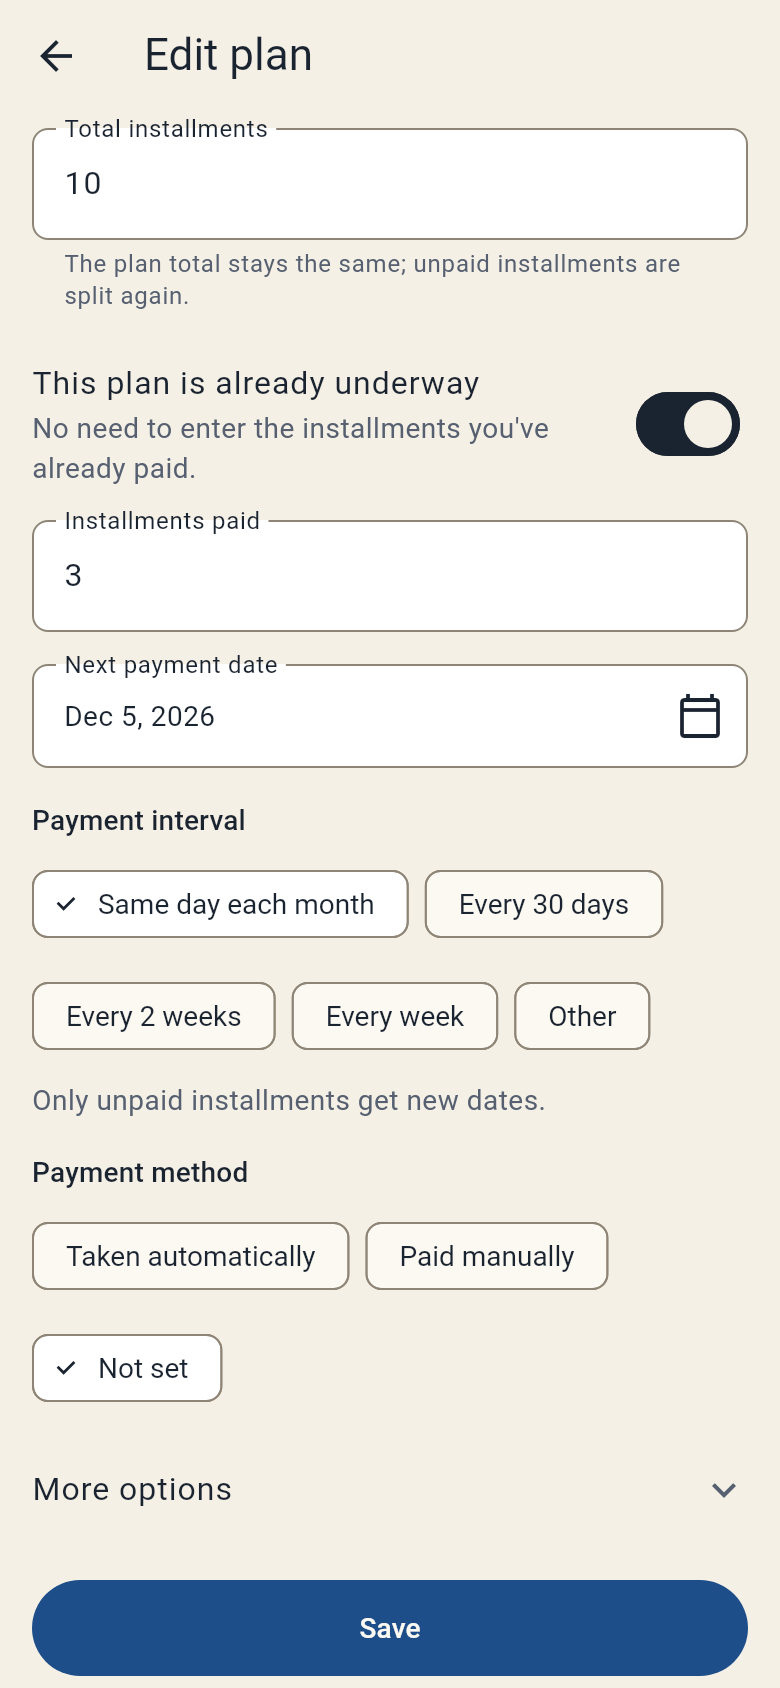 Edit plan
Total installments
10
The plan total stays the same; unpaid installments are
split again.
This plan is already underway
No need to enter the installments you've
already paid.
Installments paid
3
Next payment date
Dec 5, 2026
Payment interval
Same day each month
Every 30 days
Every 2 weeks
Every week
Other
Only unpaid installments get new dates.
Payment method
Taken automatically
Paid manually
Not set
More options
Save